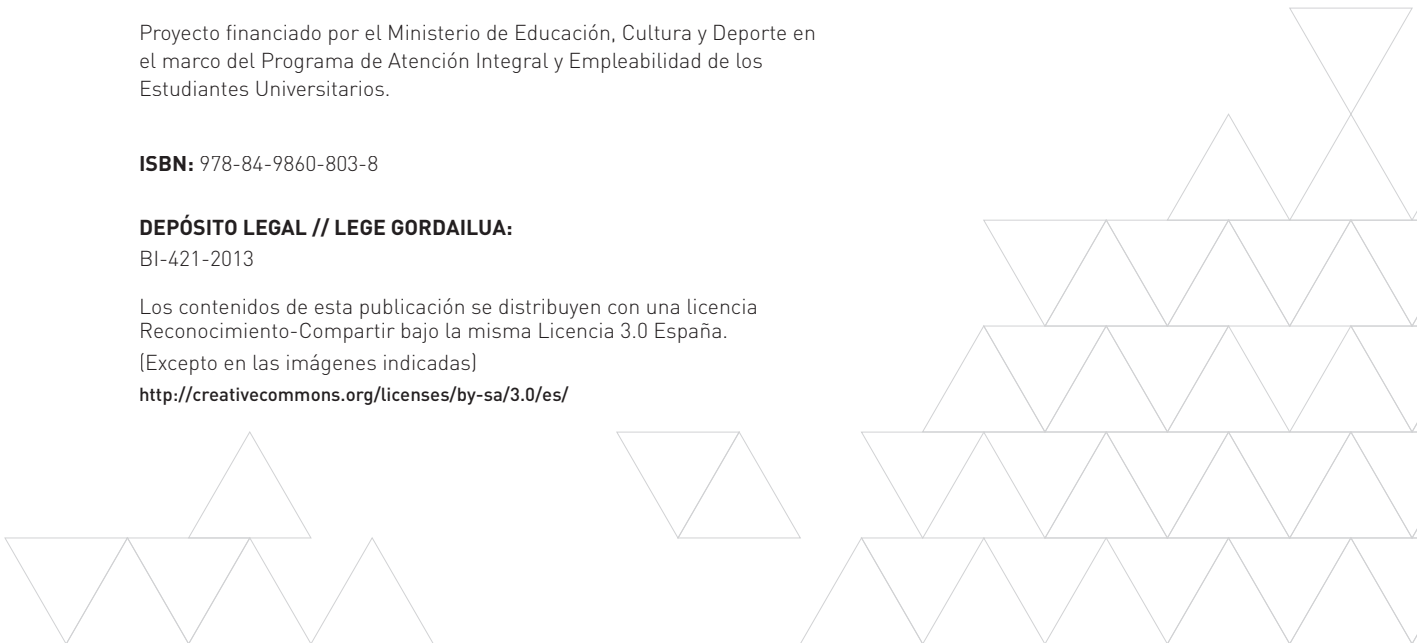 Proyecto financiado por el Ministerio de Educación, Cultura y Deporte en
el marco del Programa de Atención Integral y Empleabilidad de los
Estudiantes Universitarios.
ISBN: 978-84-9860-803-8
DEPÓSITO LEGAL // LEGE GORDAILUA:
BI-421-2013
Los contenidos de esta publicación se distribuyen con una licencia
Reconocimiento-Compartir bajo la misma Licencia 3.0 España.
(Excepto en las imágenes indicadas)
http://creativecommons.org/licenses/by-sa/3.0/es/